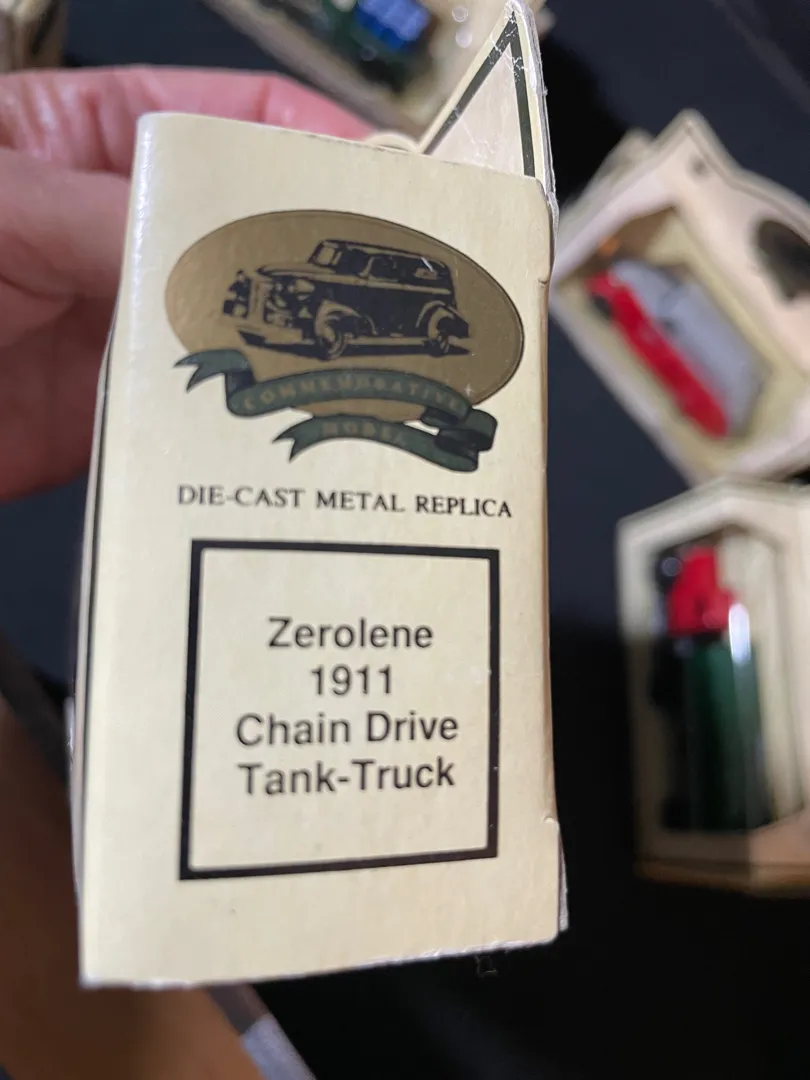 COMMEMORATIVE
MODEL
DIE-CAST METAL REPLICA
Zerolene
1911
Chain Drive
Tank-Truck